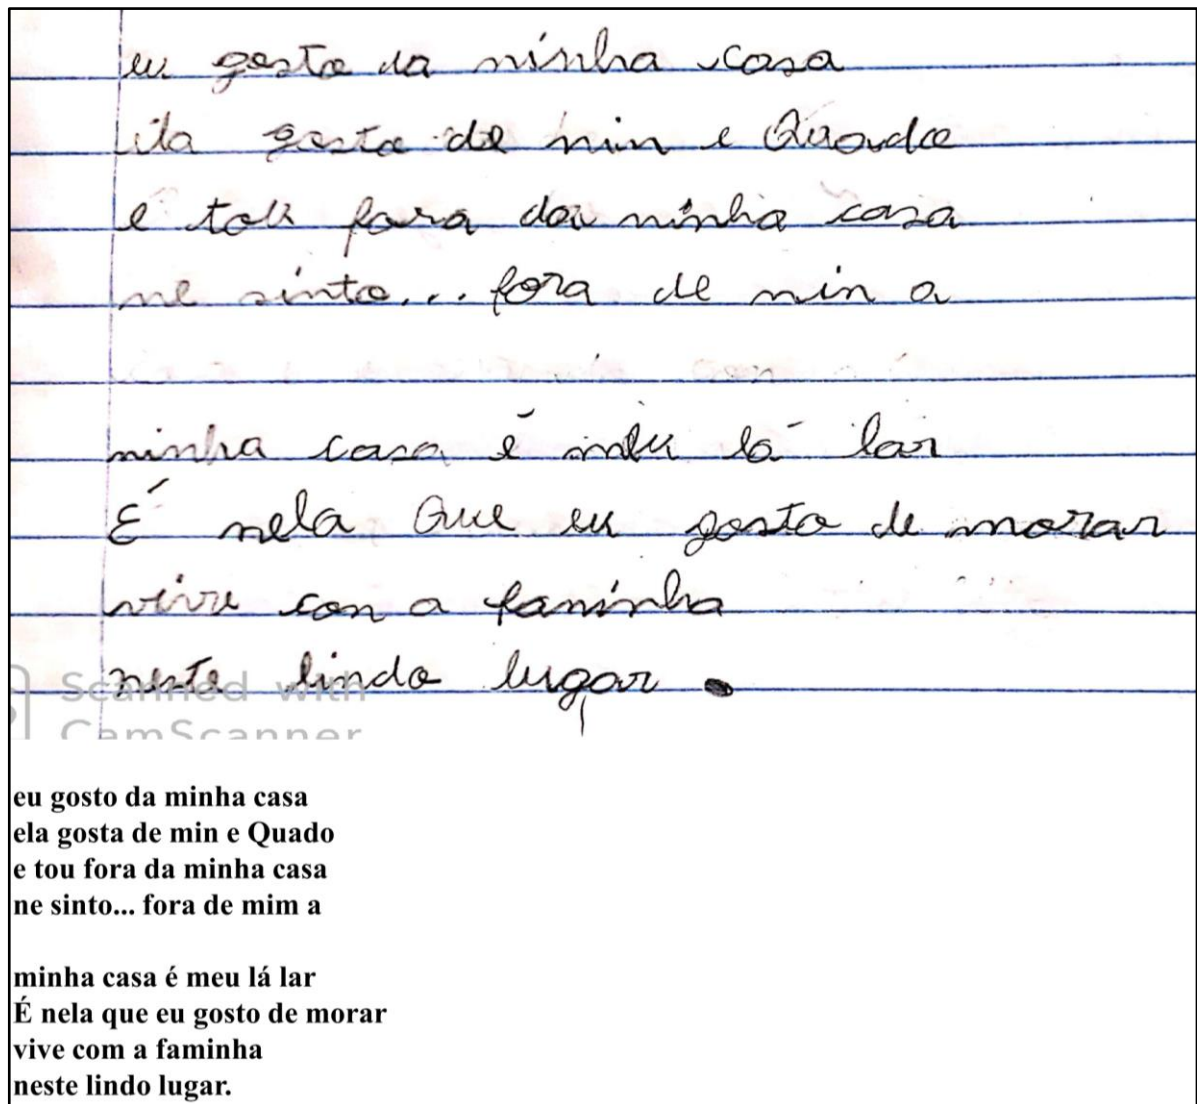 eu gosto da minha casa
ela gosta de min e Quado
e tou fora da ninha casa
ne sinto... fora de min a
ninha casa é meu lá lar
É nela Que eu gosto de morar
vive con a faminha
neste lindo lugar.
Scanned with
CamScanner
eu gosto da minha casa
ela gosta de min e Quado
e tou fora da minha casa
ne sinto... fora de mim a
minha casa é meu lá lar
É nela que eu gosto de morar
vive com a faminha
neste lindo lugar.